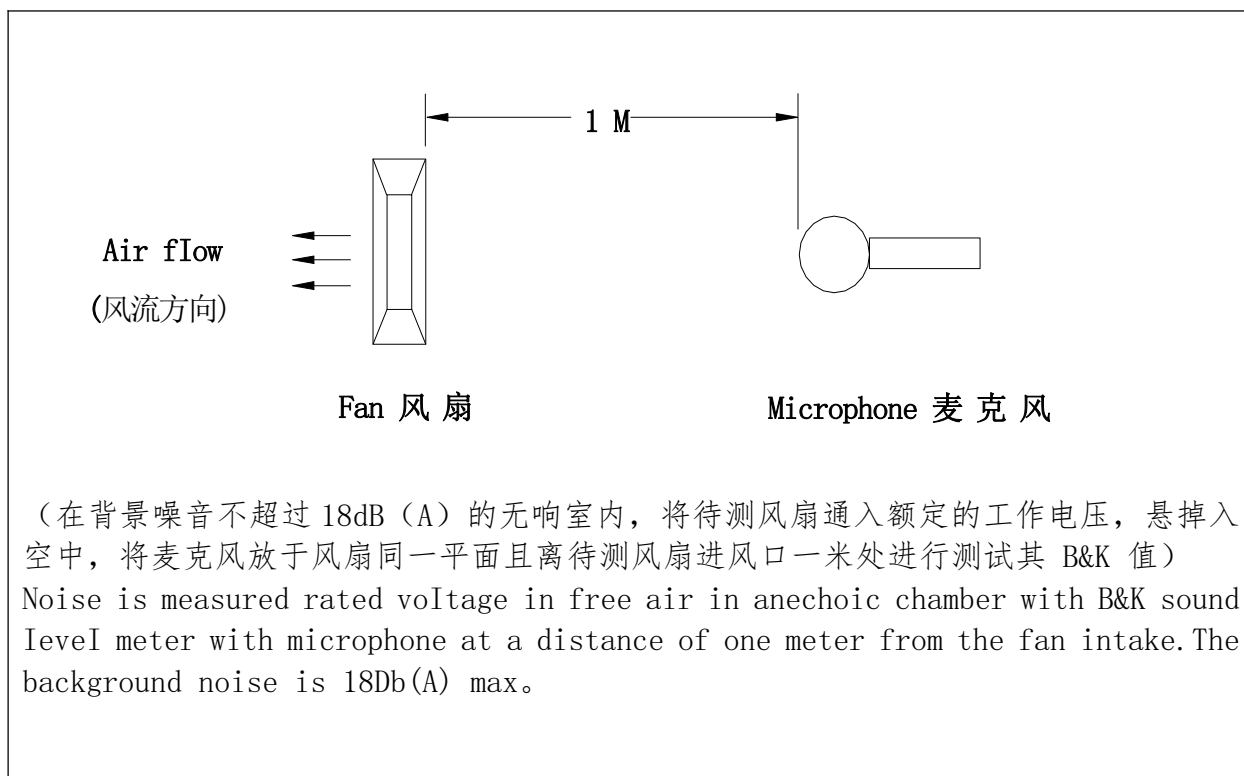 1 M
Air fIow
(风流方向)
Fan 风 扇
Microphone 麦 克 风
（在背景噪音不超过 18dB（A）的无响室内，将待测风扇通入额定的工作电压，悬掉入
空中，将麦克风放于风扇同一平面且离待测风扇进风口一米处进行测试其 B&K 值）
Noise is measured rated voItage in free air in anechoic chamber with B&K sound
IeveI meter with microphone at a distance of one meter from the fan intake.The
background noise is 18Db(A) max。